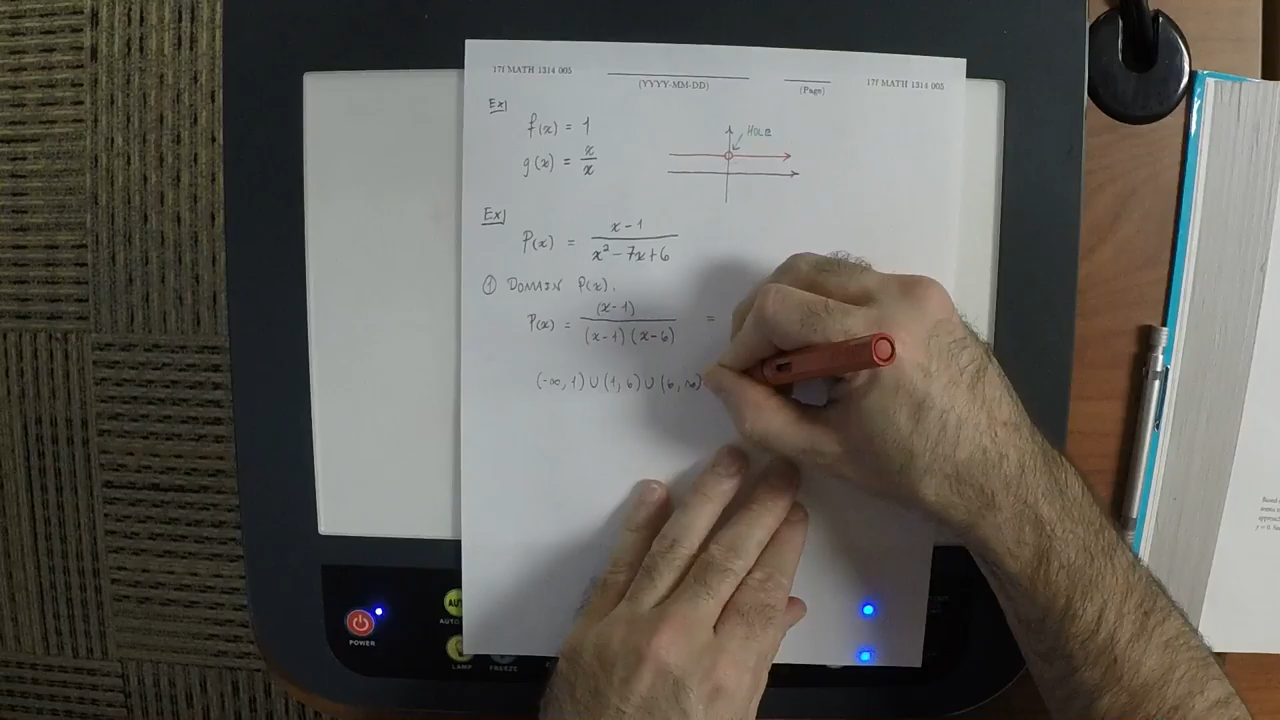 17f MATH 1314 005 (YYYY-MM-DD) (Page) 17f MATH 1314 005
Ex)
f(x) = 1
g(x) = x/x
HOLE
Ex)
P(x) = (x-1)/(x² - 7x + 6)
① DOMAIN P(x).
P(x) = (x-1)/((x-1)(x-6)) =
(-∞, 1) ∪ (1, 6) ∪ (6, ∞)
POWER
LAMP
FREEZE